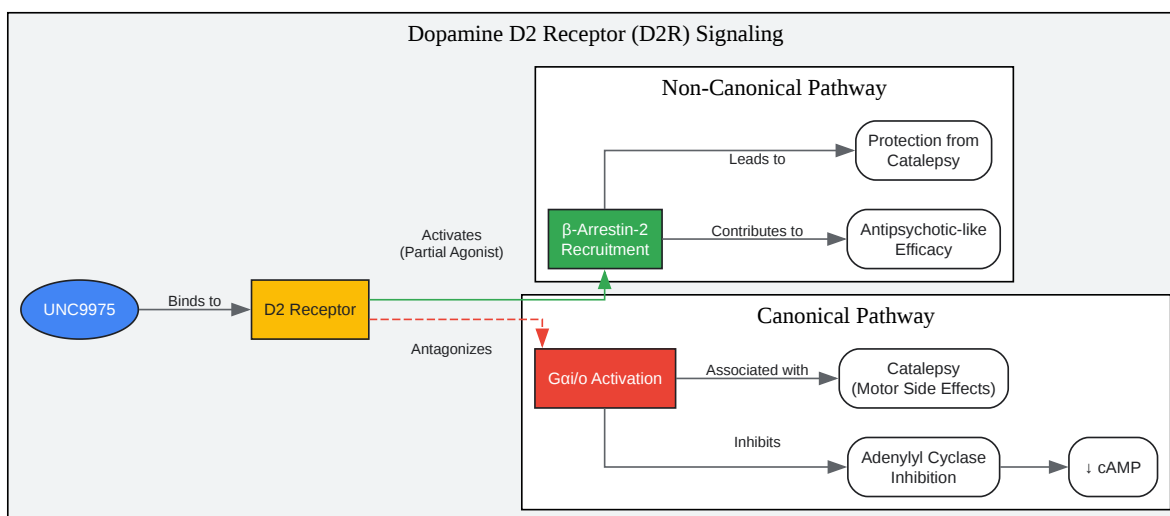 Dopamine D2 Receptor (D2R) Signaling
Non-Canonical Pathway
Protection from
Catalepsy
Leads to
β-Arrestin-2
Recruitment
Contributes to
Antipsychotic-like
Efficacy
Activates
(Partial Agonist)
UNC9975
Binds to
D2 Receptor
Antagonizes
Canonical Pathway
Gαi/o Activation
Associated with
Catalepsy
(Motor Side Effects)
Inhibits
Adenylyl Cyclase
Inhibition
↓ cAMP